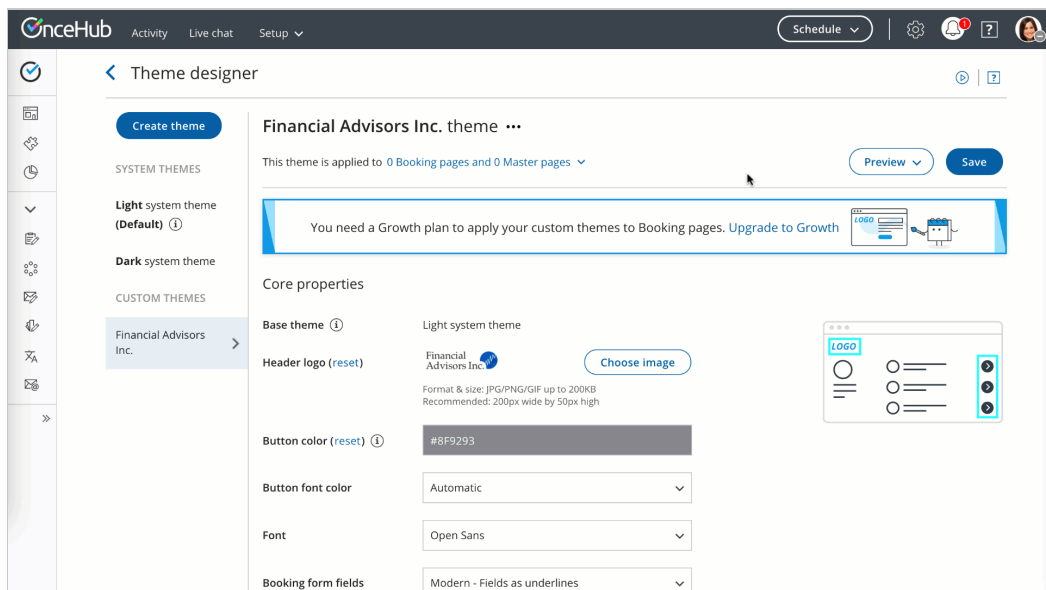 OnceHub
Activity Live chat Setup
Schedule
1
?
Theme designer
?
Create theme
Financial Advisors Inc. theme •••
This theme is applied to 0 Booking pages and 0 Master pages
Preview
Save
SYSTEM THEMES
Light system theme
(Default) i
Dark system theme
CUSTOM THEMES
Financial Advisors
Inc.
You need a Growth plan to apply your custom themes to Booking pages. Upgrade to Growth
LOGO
Core properties
Base theme i
Light system theme
Header logo (reset)
Financial
Advisors Inc.
Choose image
Format & size: JPG/PNG/GIF up to 200KB
Recommended: 200px wide by 50px high
LOGO
Button color (reset) i
#8F9293
Button font color
Automatic
Font
Open Sans
Booking form fields
Modern - Fields as underlines